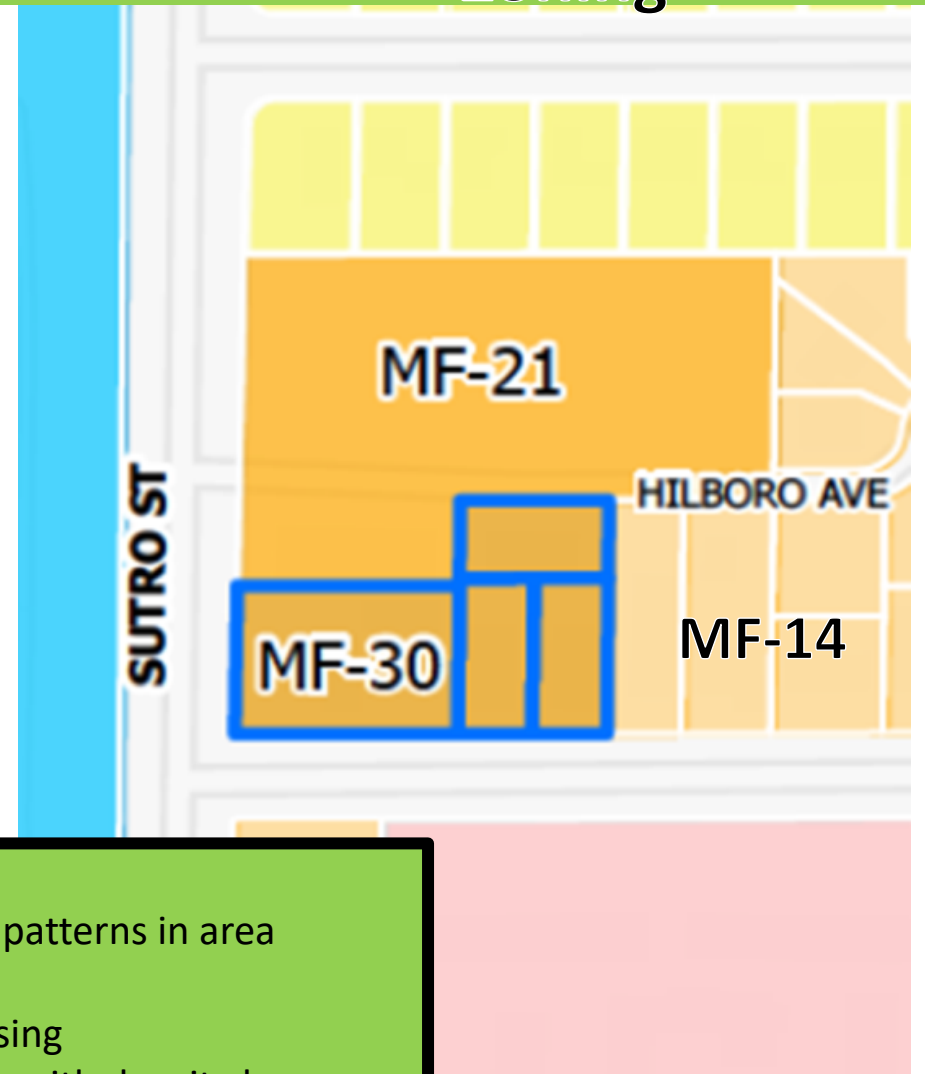 MF-21
HILBORO AVE
SUTRO ST
MF-14
MF-30
patterns in area
sing